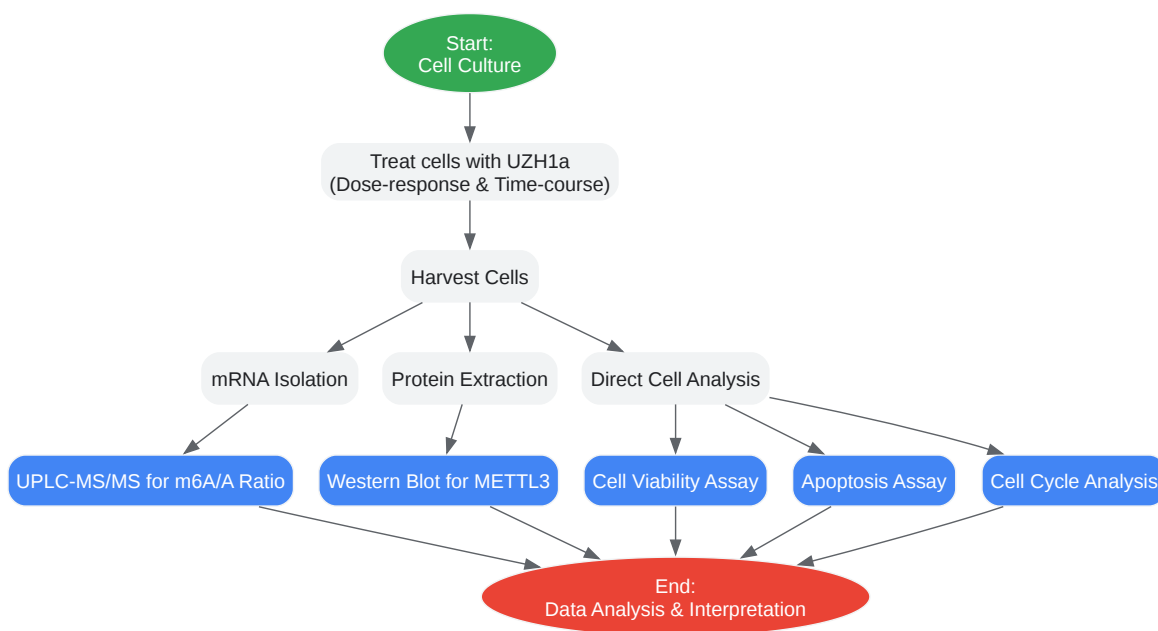 Start:
Cell Culture
Treat cells with UZH1a
(Dose-response & Time-course)
Harvest Cells
mRNA Isolation
Protein Extraction
Direct Cell Analysis
UPLC-MS/MS for m6A/A Ratio
Western Blot for METTL3
Cell Viability Assay
Apoptosis Assay
Cell Cycle Analysis
End:
Data Analysis & Interpretation